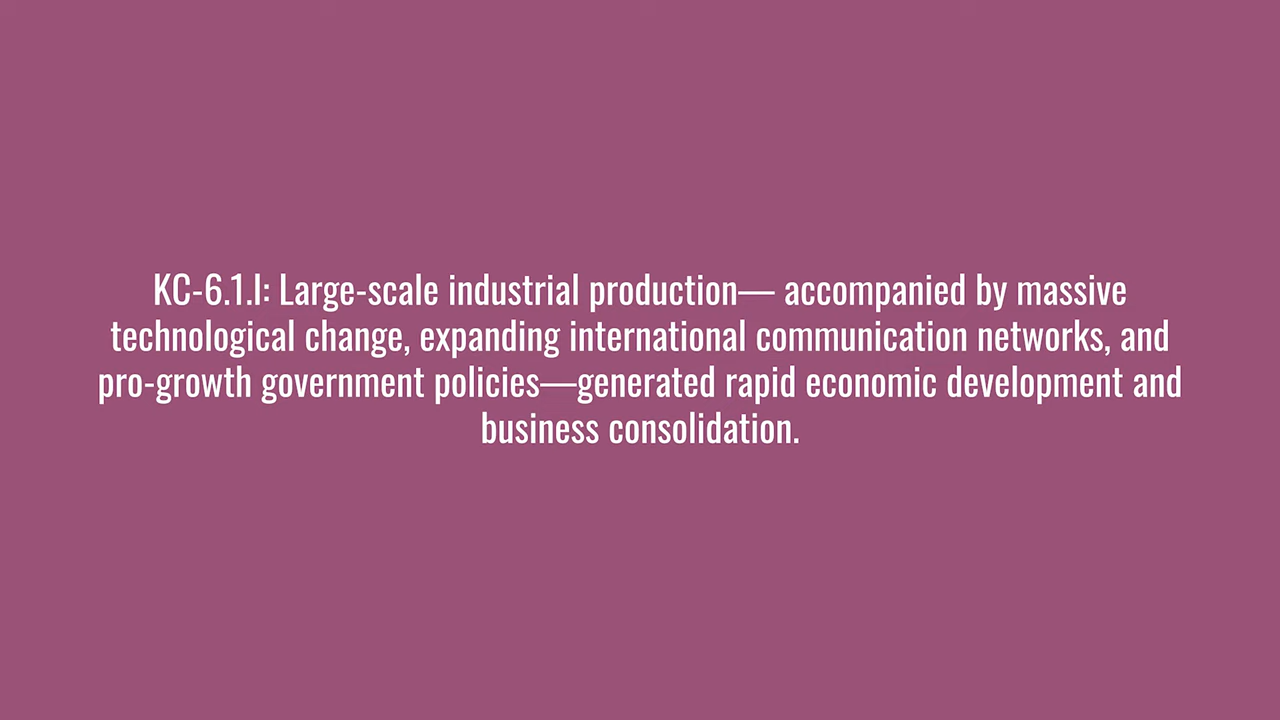 KC-6.1.I: Large-scale industrial production— accompanied by massive
technological change, expanding international communication networks, and
pro-growth government policies—generated rapid economic development and
business consolidation.